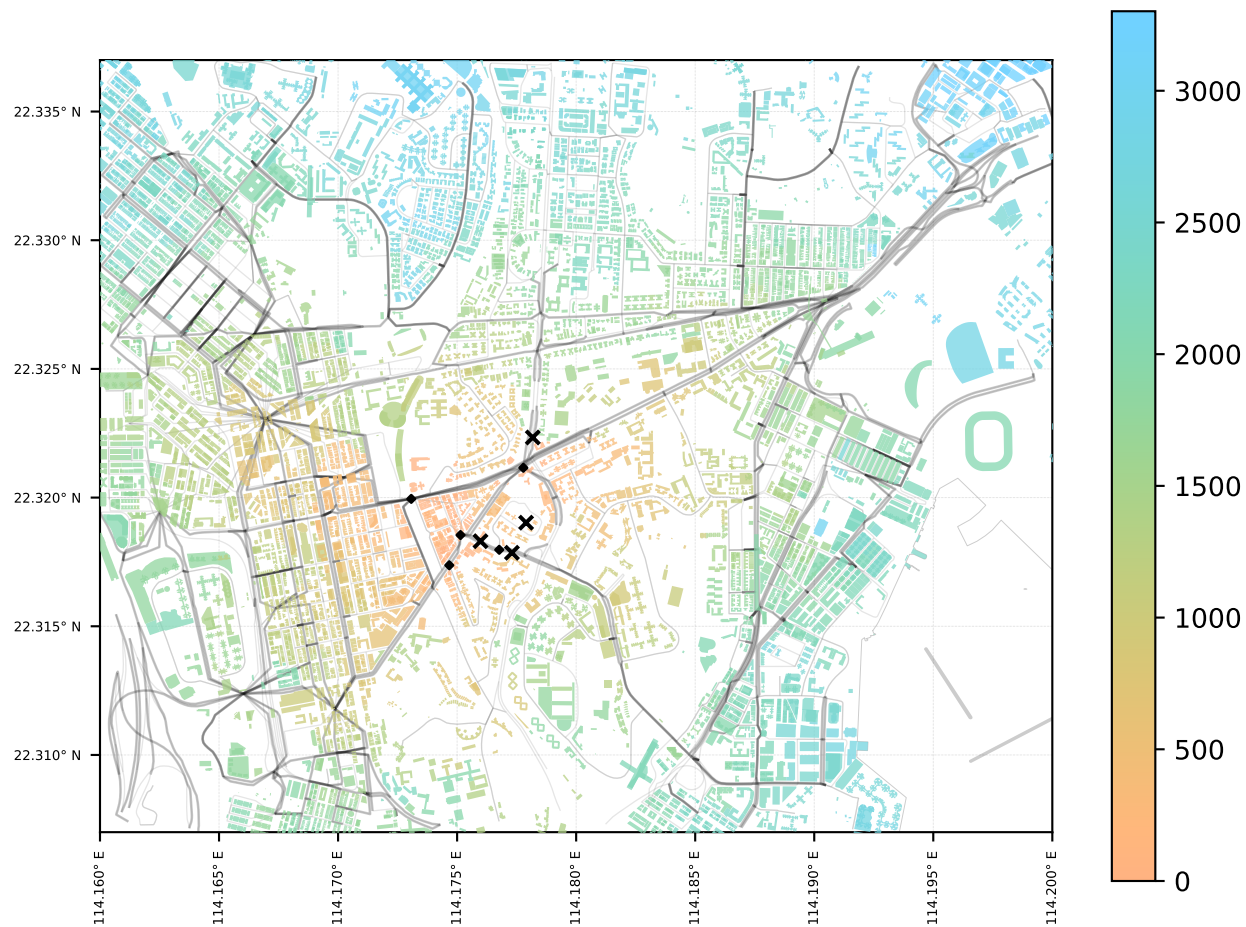 22.335° N
22.330° N
22.325° N
22.320° N
22.315° N
22.310° N
114.160° E
114.165° E
114.170° E
114.175° E
114.180° E
114.185° E
114.190° E
114.195° E
114.200° E
3000
2500
2000
1500
1000
500
0